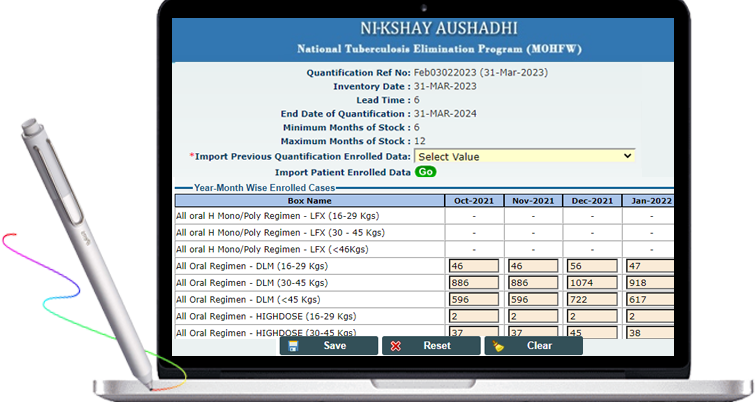 NI-KSHAY AUSHADHI
National Tuberculosis Elimination Program (MOHFW)
Quantification Ref No: Feb03022023 (31-Mar-2023)
Inventory Date : 31-MAR-2023
Lead Time : 6
End Date of Quantification : 31-MAR-2024
Minimum Months of Stock : 6
Maximum Months of Stock : 12
*Import Previous Quantification Enrolled Data: Select Value
Import Patient Enrolled Data Go
Year-Month Wise Enrolled Cases
Box Name Oct-2021 Nov-2021 Dec-2021 Jan-2022
All oral H Mono/Poly Regimen - LFX (16-29 Kgs) - - - -
All oral H Mono/Poly Regimen - LFX (30 - 45 Kgs) - - - -
All oral H Mono/Poly Regimen - LFX (<46Kgs) - - - -
All Oral Regimen - DLM (16-29 Kgs) 46 46 56 47
All Oral Regimen - DLM (30-45 Kgs) 886 886 1074 918
All Oral Regimen - DLM (<45 Kgs) 596 596 722 617
All Oral Regimen - HIGHDOSE (16-29 Kgs) 2 2 2 2
All Oral Regimen - HIGHDOSE (30-45 Kgs) 37 37 45 38
Save Reset Clear